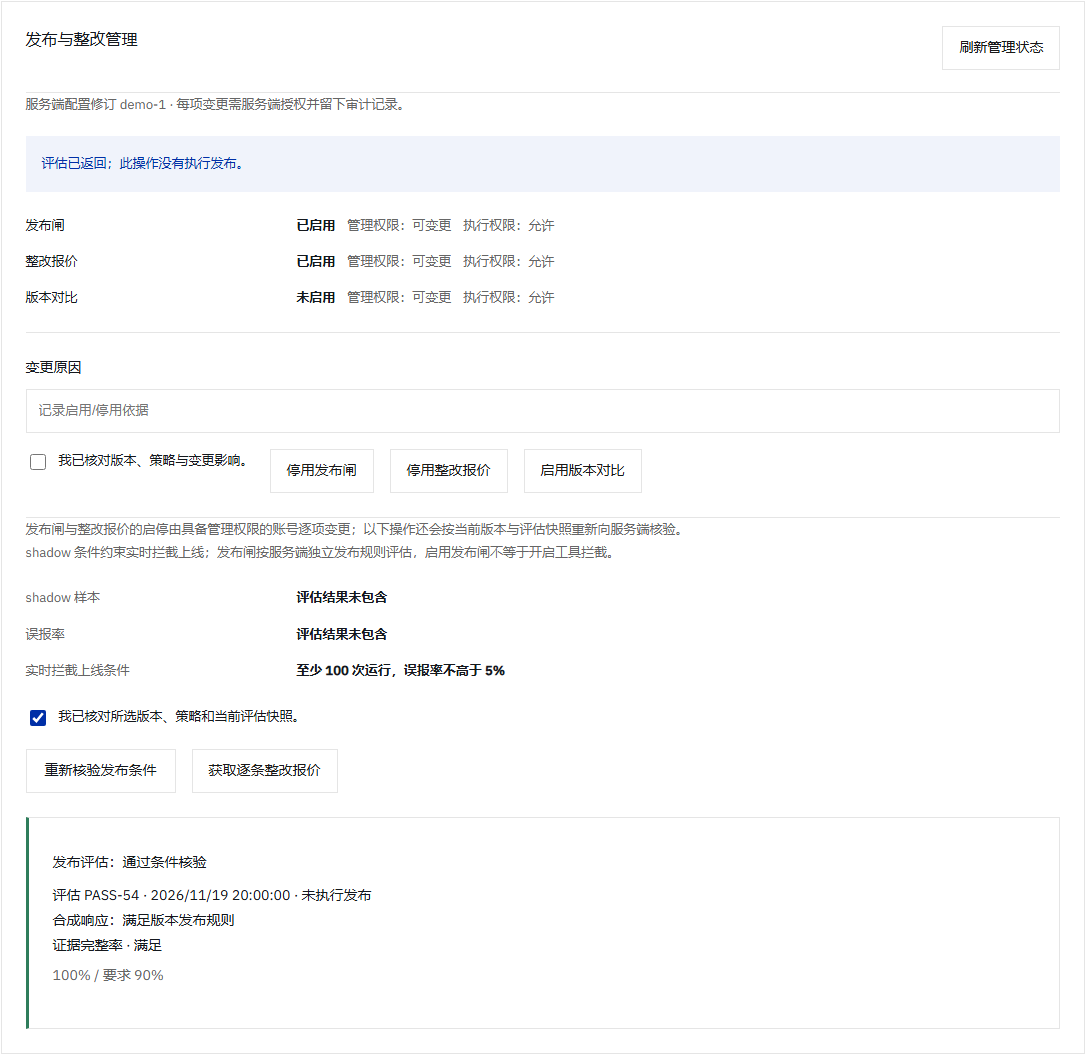 发布与整改管理
刷新管理状态
服务端配置修订 demo-1 · 每项变更需服务端授权并留下审计记录。
评估已返回；此操作没有执行发布。
发布闸 已启用 管理权限：可变更 执行权限：允许
整改报价 已启用 管理权限：可变更 执行权限：允许
版本对比 未启用 管理权限：可变更 执行权限：允许
变更原因
记录启用/停用依据
我已核对版本、策略与变更影响。 停用发布闸 停用整改报价 启用版本对比
发布闸与整改报价的启停由具备管理权限的账号逐项变更；以下操作还会按当前版本与评估快照重新向服务端核验。
shadow 条件约束实时拦截上线；发布闸按服务端独立发布规则评估，启用发布闸不等于开启工具拦截。
shadow 样本 评估结果未包含
误报率 评估结果未包含
实时拦截上线条件 至少 100 次运行，误报率不高于 5%
我已核对所选版本、策略和当前评估快照。
重新核验发布条件 获取逐条整改报价
发布评估：通过条件核验
评估 PASS-54 · 2026/11/19 20:00:00 · 未执行发布
合成响应：满足版本发布规则
证据完整率 · 满足
100% / 要求 90%